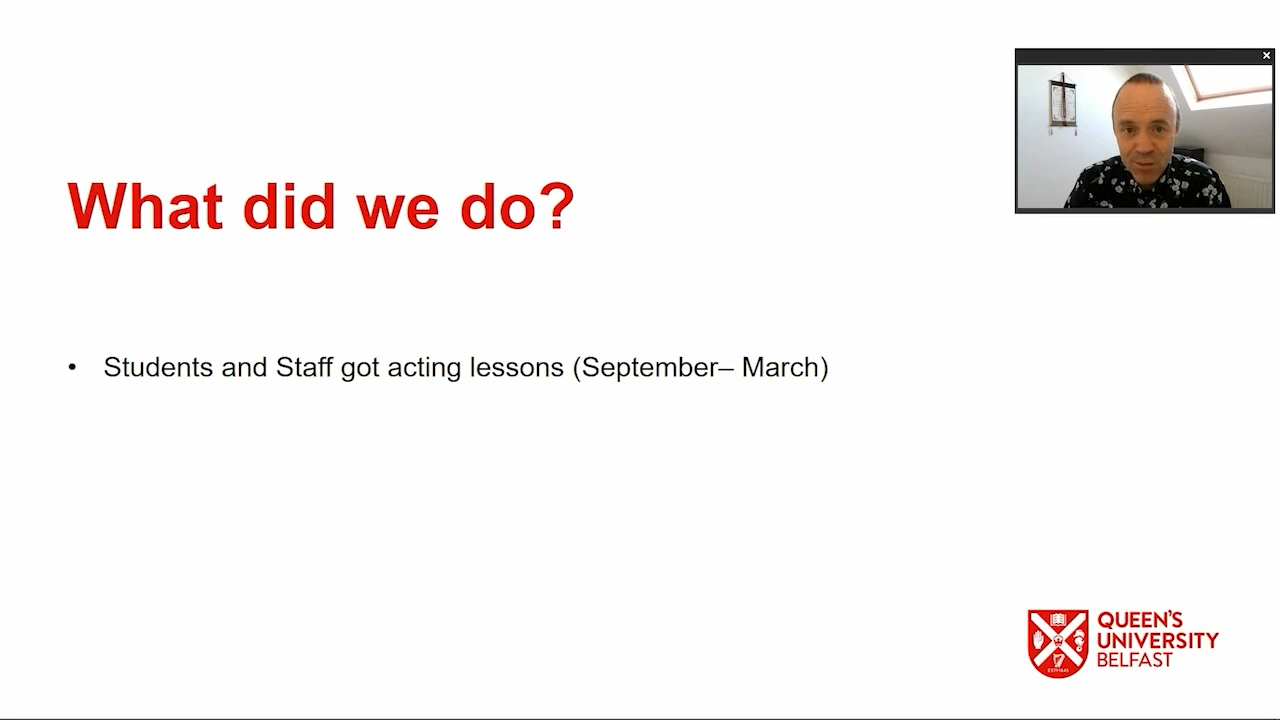 What did we do?
• Students and Staff got acting lessons (September– March)
QUEEN'S
UNIVERSITY
BELFAST